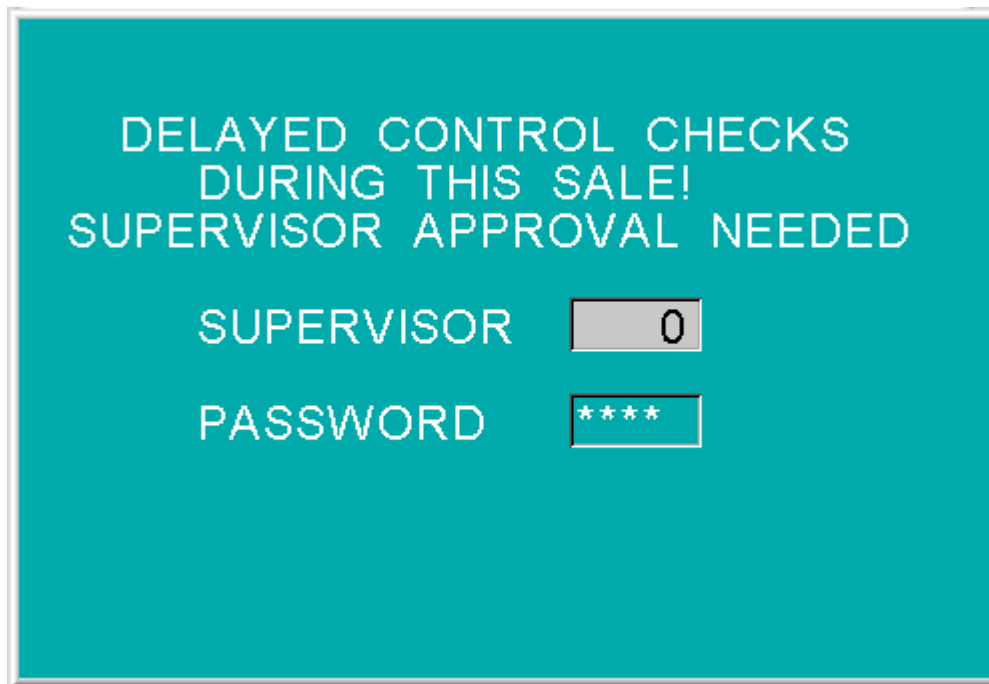 DELAYED CONTROL CHECKS
DURING THIS SALE!
SUPERVISOR APPROVAL NEEDED
SUPERVISOR 0
PASSWORD ****